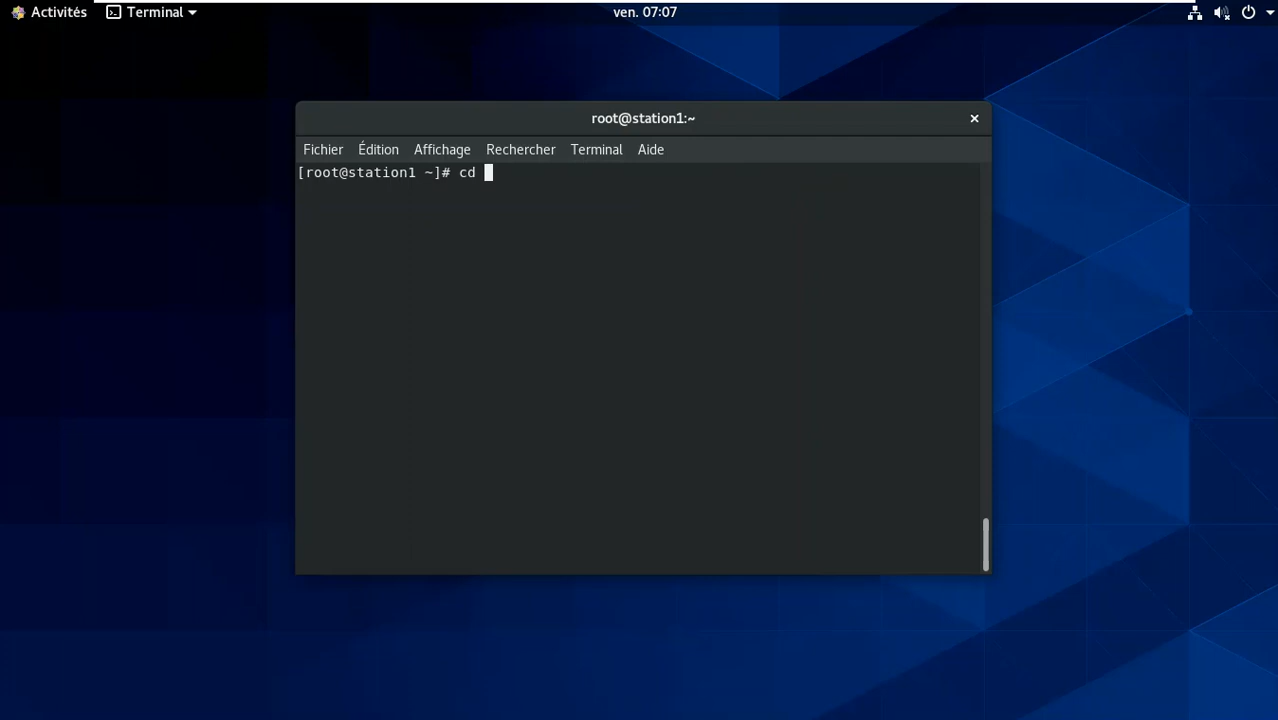 Activités Terminal ven. 07:07
root@station1:~
Fichier Édition Affichage Rechercher Terminal Aide
[root@station1 ~]# cd